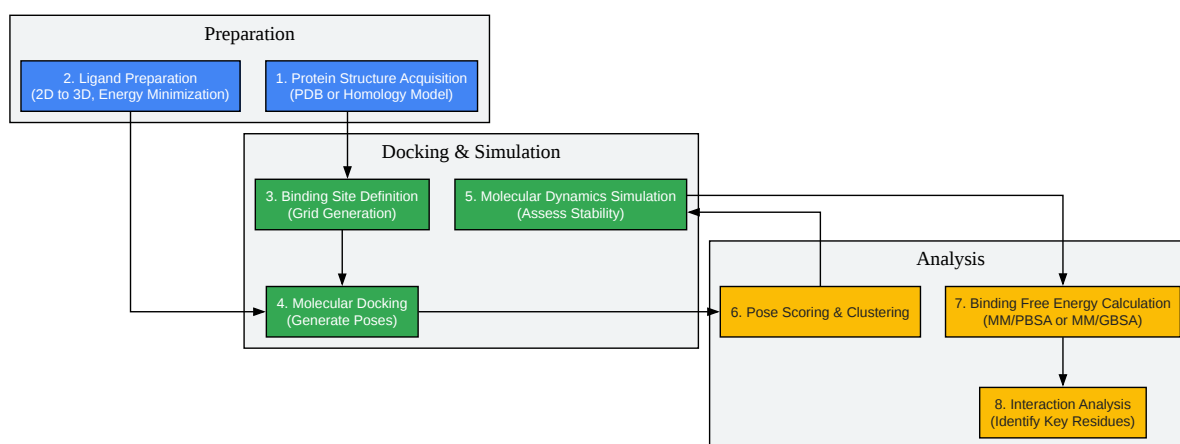 Preparation
2. Ligand Preparation
(2D to 3D, Energy Minimization)
1. Protein Structure Acquisition
(PDB or Homology Model)
Docking & Simulation
3. Binding Site Definition
(Grid Generation)
5. Molecular Dynamics Simulation
(Assess Stability)
4. Molecular Docking
(Generate Poses)
Analysis
6. Pose Scoring & Clustering
7. Binding Free Energy Calculation
(MM/PBSA or MM/GBSA)
8. Interaction Analysis
(Identify Key Residues)